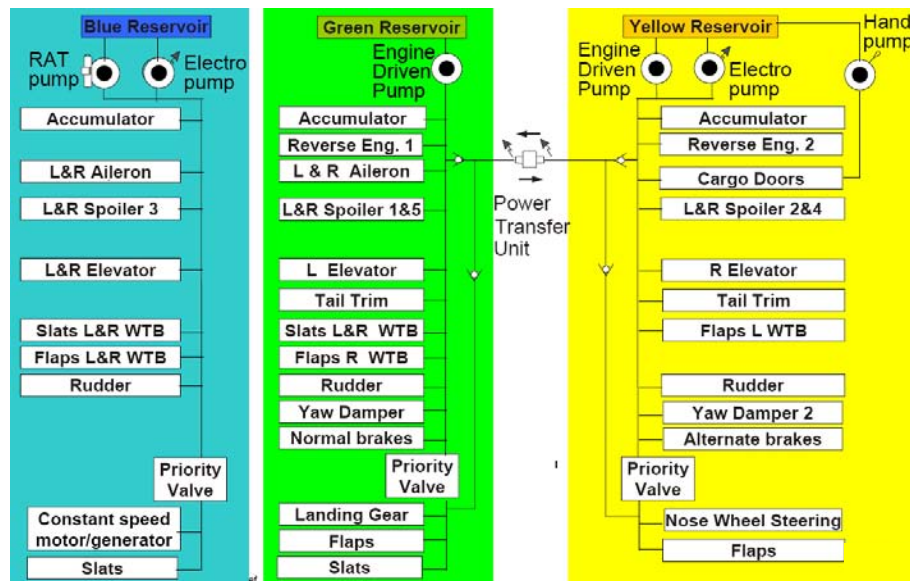 Blue Reservoir
RAT
pump
Electro
pump
Accumulator
L&R Aileron
L&R Spoiler 3
L&R Elevator
Slats L&R WTB
Flaps L&R WTB
Rudder
Priority
Valve
Constant speed
motor/generator
Slats
Green Reservoir
Engine
Driven
Pump
Accumulator
Reverse Eng. 1
L & R Aileron
L&R Spoiler 1&5
L Elevator
Tail Trim
Slats L&R WTB
Flaps R WTB
Rudder
Yaw Damper
Normal brakes
Priority
Valve
Landing Gear
Flaps
Slats
Power
Transfer
Unit
Yellow Reservoir
Engine
Driven
Pump
Electro
pump
Hand
pump
Accumulator
Reverse Eng. 2
Cargo Doors
L&R Spoiler 2&4
R Elevator
Tail Trim
Flaps L WTB
Rudder
Yaw Damper 2
Alternate brakes
Priority
Valve
Nose Wheel Steering
Flaps